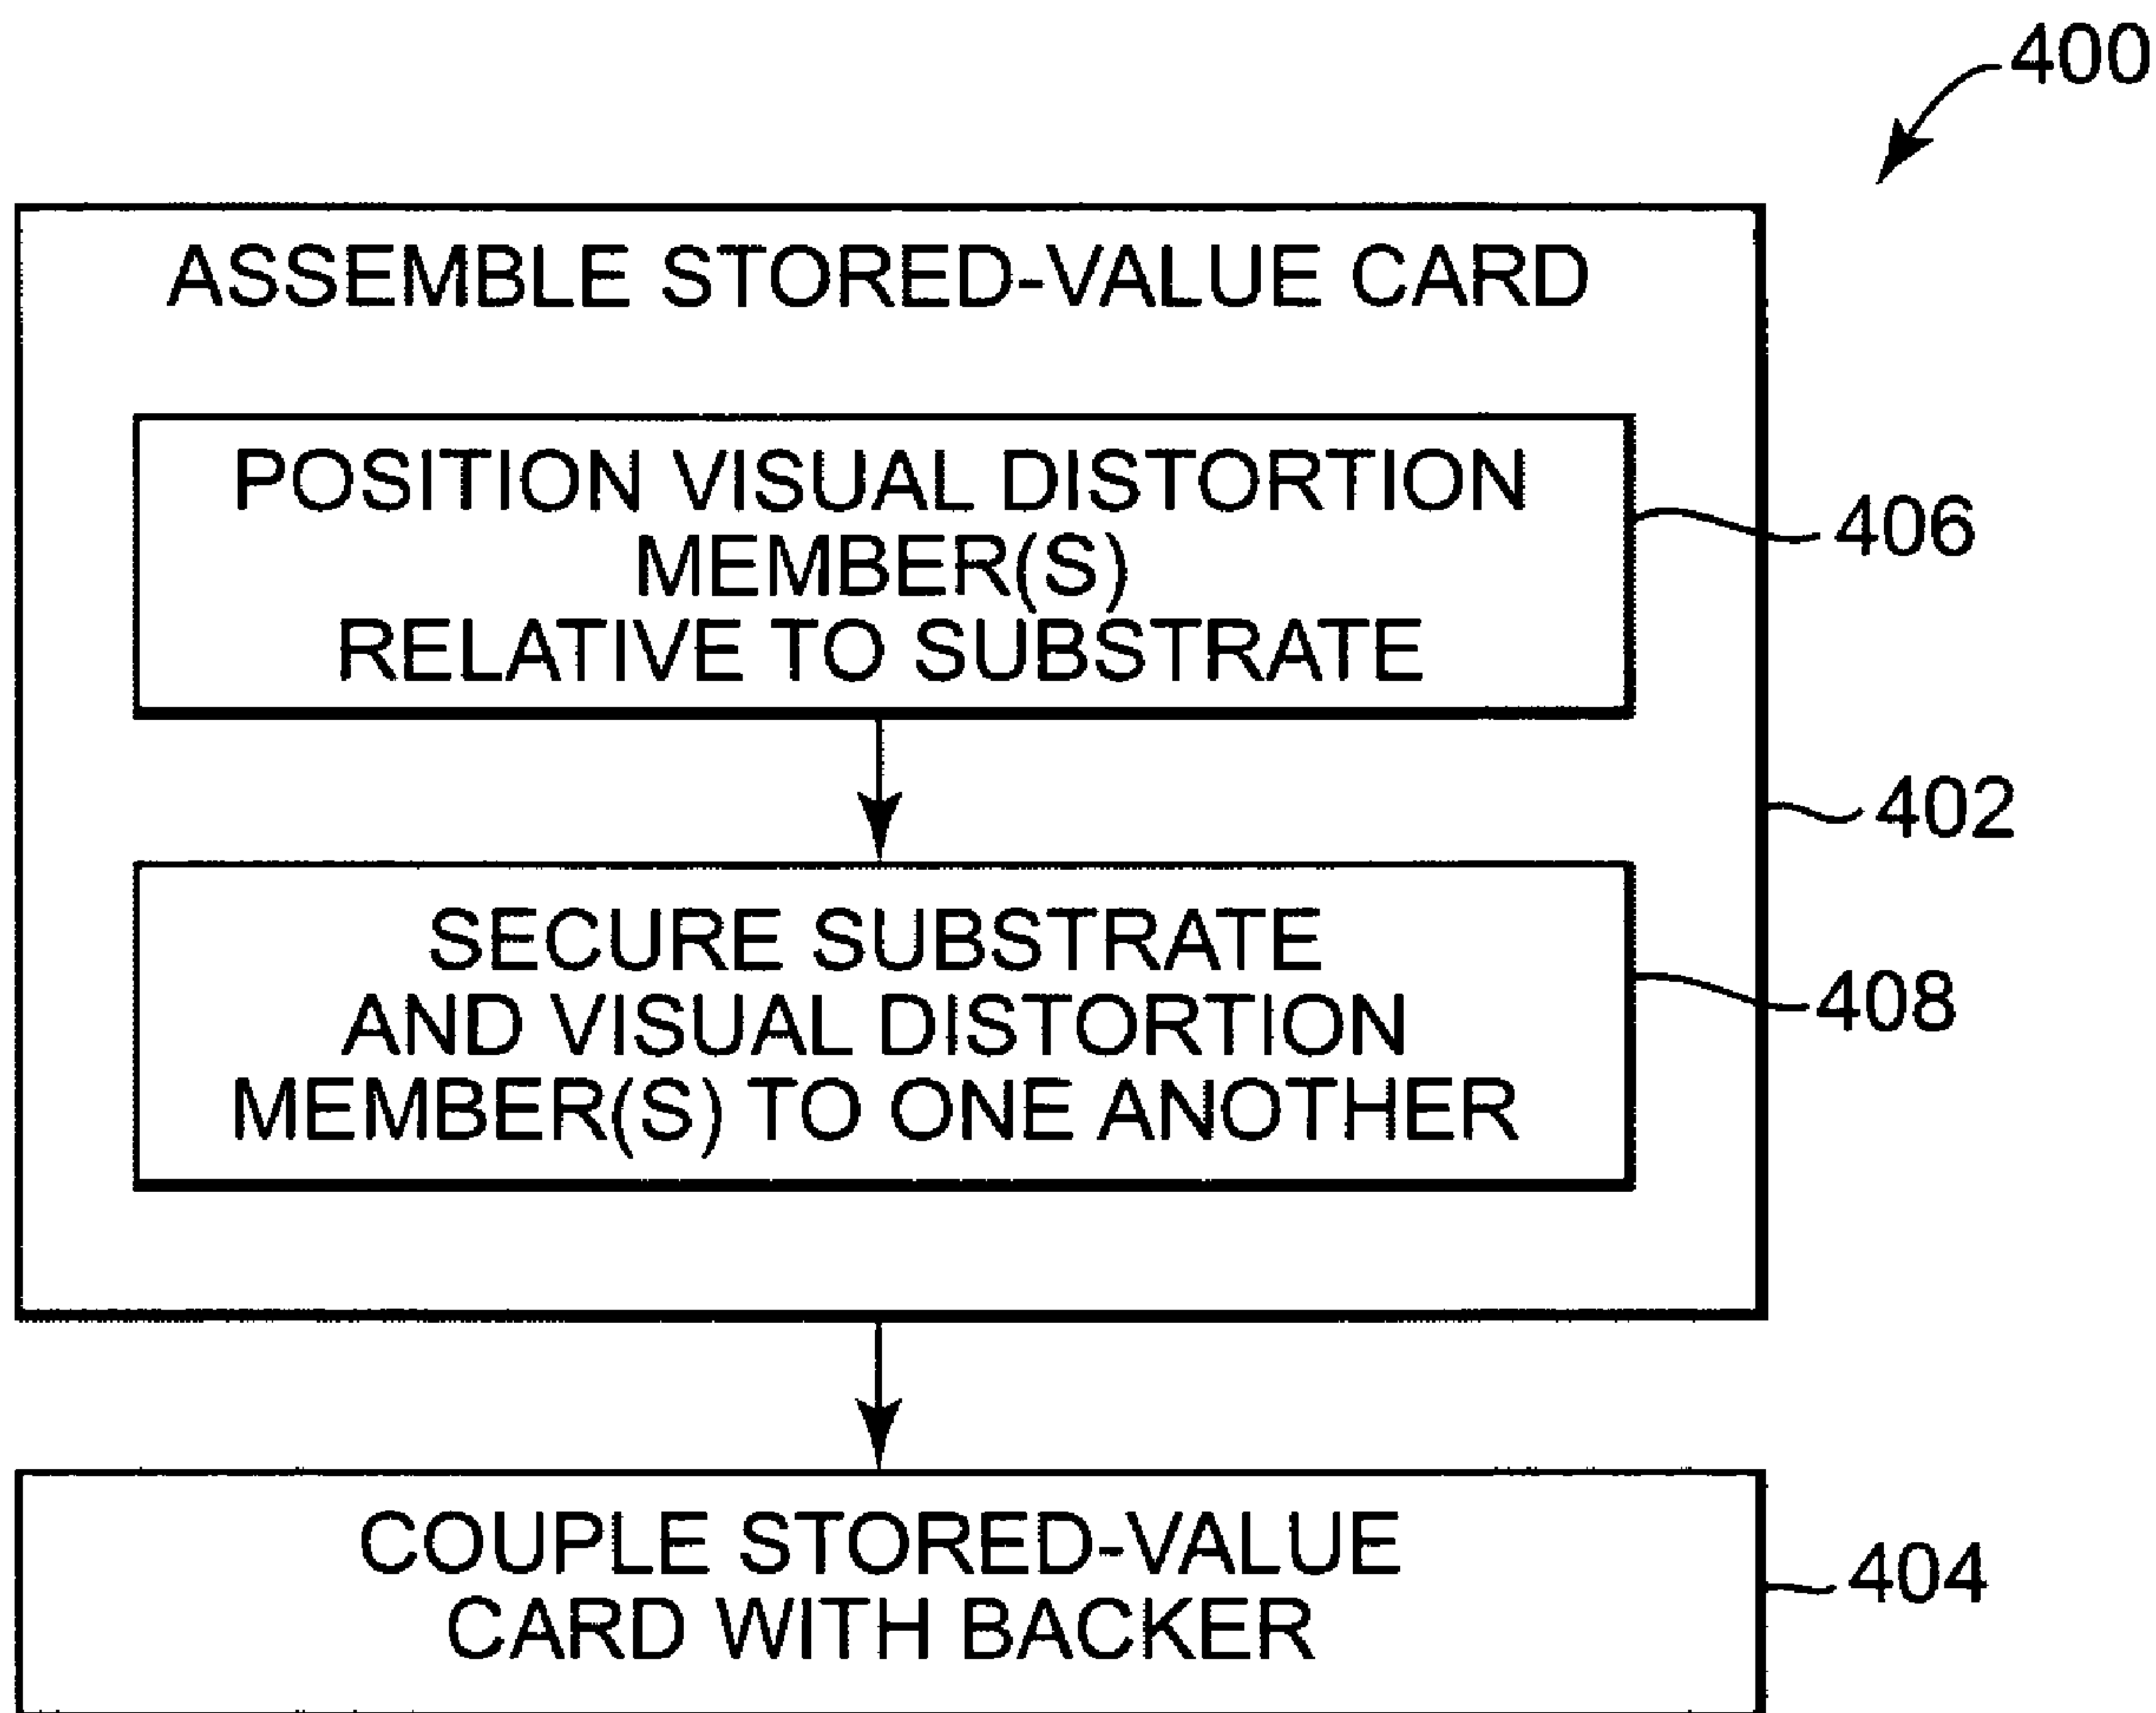 400
ASSEMBLE STORED-VALUE CARD
POSITION VISUAL DISTORTION
MEMBER(S)
RELATIVE TO SUBSTRATE
406
402
SECURE SUBSTRATE
AND VISUAL DISTORTION
MEMBER(S) TO ONE ANOTHER
408
COUPLE STORED-VALUE
CARD WITH BACKER
404